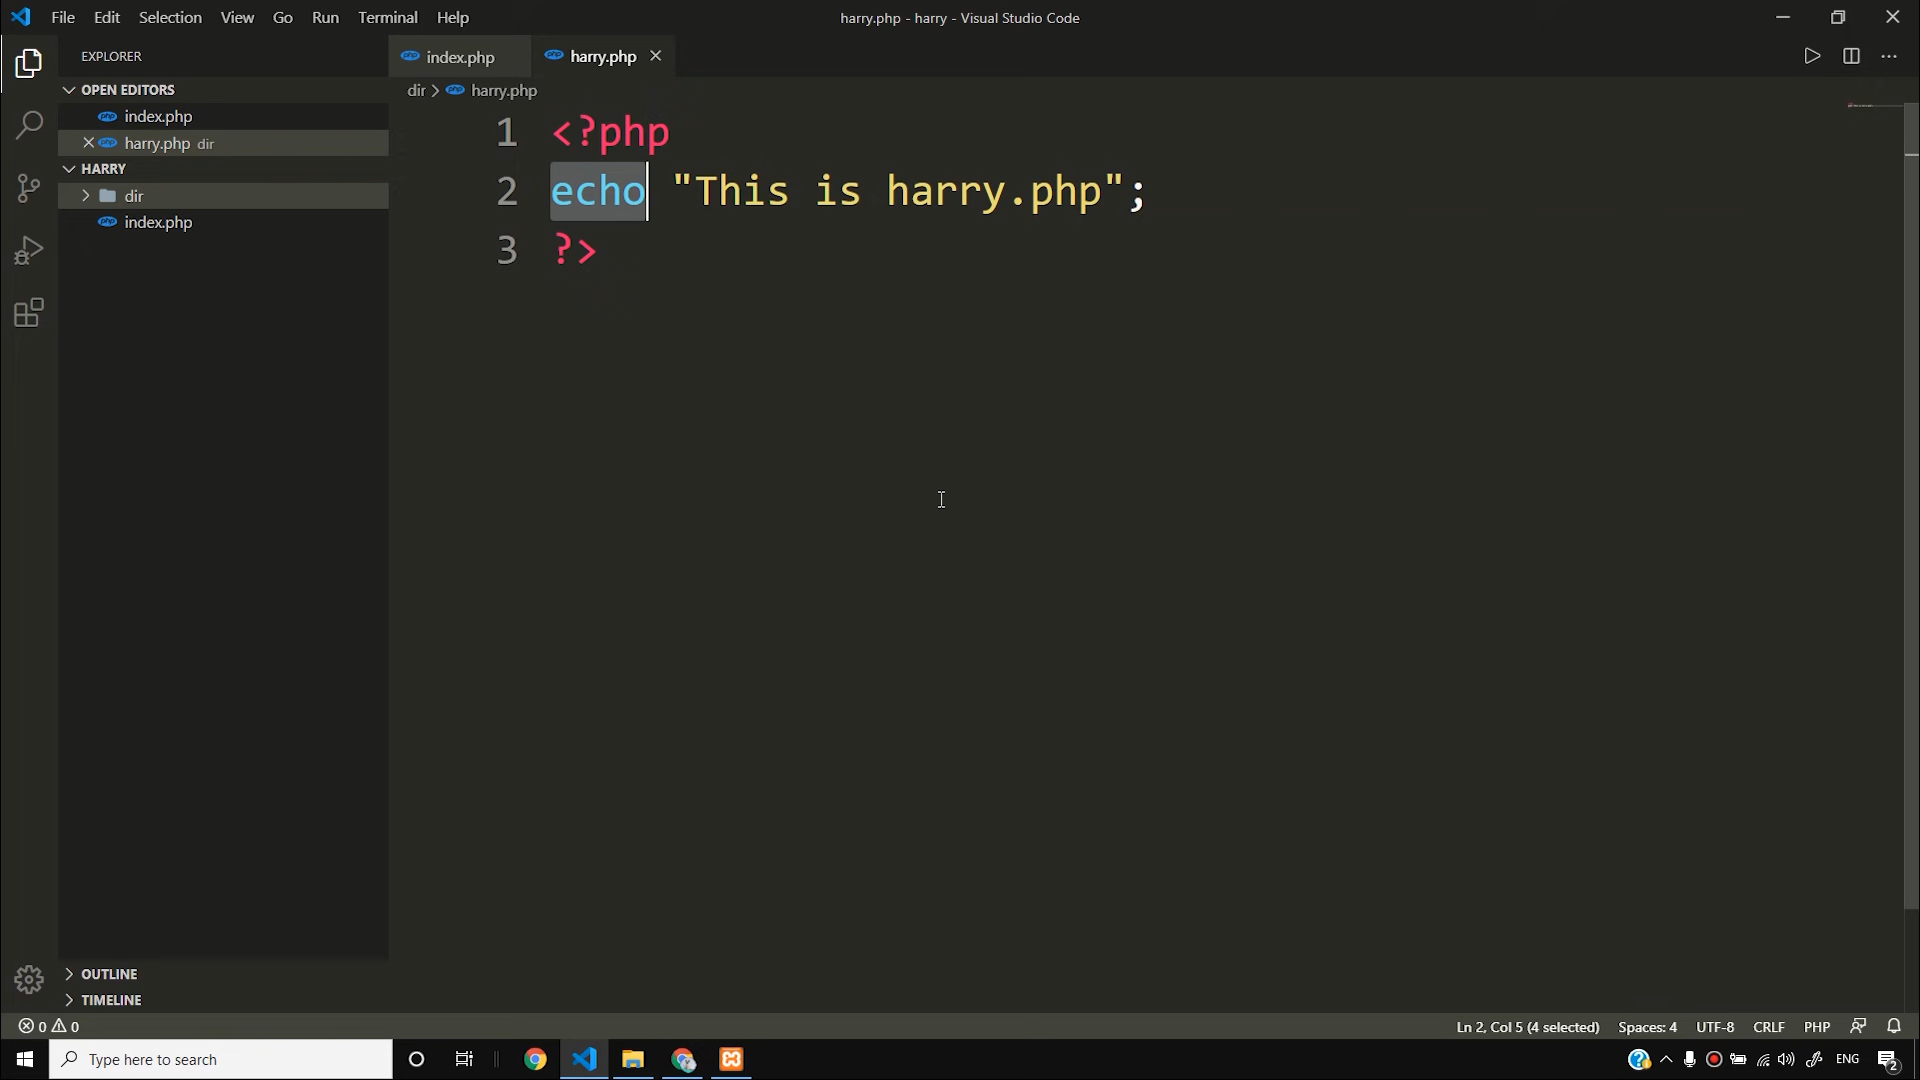 File Edit Selection View Go Run Terminal Help
harry.php - harry - Visual Studio Code
EXPLORER
OPEN EDITORS
index.php
harry.php dir
HARRY
dir
index.php
OUTLINE
TIMELINE
index.php
harry.php
dir > harry.php
1 <?php
2 echo "This is harry.php";
3 ?>
0 0
Ln 2, Col 5 (4 selected) Spaces: 4 UTF-8 CRLF PHP
Type here to search
ENG
2